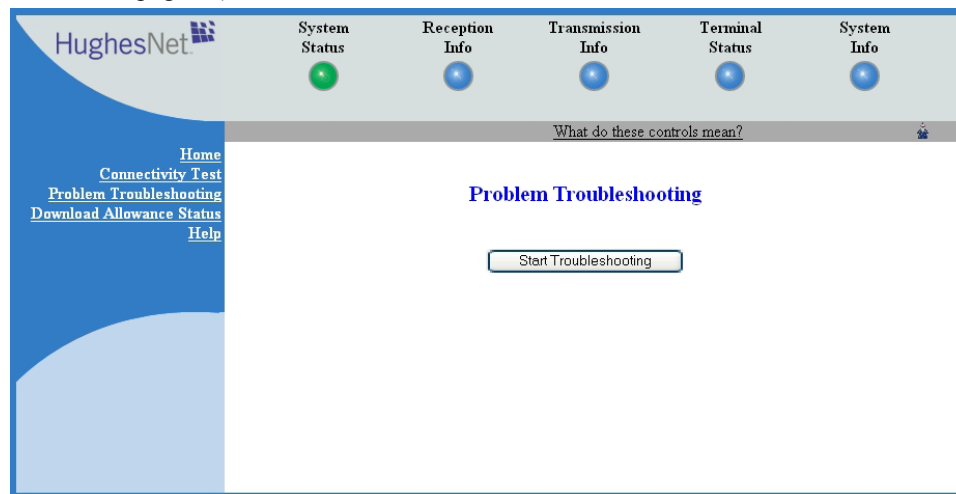 HughesNet.
System Status
Reception Info
Transmission Info
Terminal Status
System Info
What do these controls mean?
Home
Connectivity Test
Problem Troubleshooting
Download Allowance Status
Help
Problem Troubleshooting
Start Troubleshooting